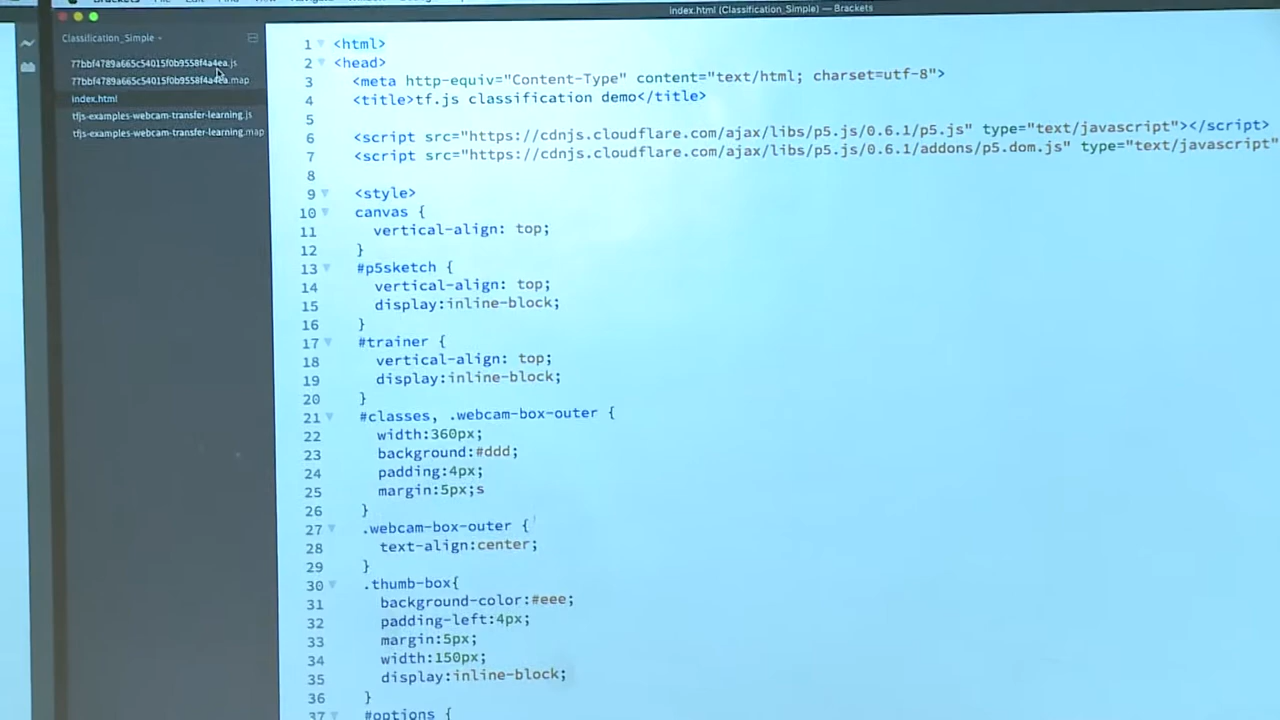 index.html (Classification_Simple) — Brackets
Classification_Simple
77bbf4789a665c54015f0b9558f4a4ea.js
77bbf4789a665c54015f0b9558f4a4ea.map
index.html
tfjs-examples-webcam-transfer-learning.js
tfjs-examples-webcam-transfer-learning.map
1 <html>
2 <head>
3 <meta http-equiv="Content-Type" content="text/html; charset=utf-8">
4 <title>tf.js classification demo</title>
5
6 <script src="https://cdnjs.cloudflare.com/ajax/libs/p5.js/0.6.1/p5.js" type="text/javascript"></script>
7 <script src="https://cdnjs.cloudflare.com/ajax/libs/p5.js/0.6.1/addons/p5.dom.js" type="text/javascript"
8
9 <style>
10 canvas {
11 vertical-align: top;
12 }
13 #p5sketch {
14 vertical-align: top;
15 display:inline-block;
16 }
17 #trainer {
18 vertical-align: top;
19 display:inline-block;
20 }
21 #classes, .webcam-box-outer {
22 width:360px;
23 background:#ddd;
24 padding:4px;
25 margin:5px;s
26 }
27 .webcam-box-outer {
28 text-align:center;
29 }
30 .thumb-box{
31 background-color:#eee;
32 padding-left:4px;
33 margin:5px;
34 width:150px;
35 display:inline-block;
36 }
37 #options {